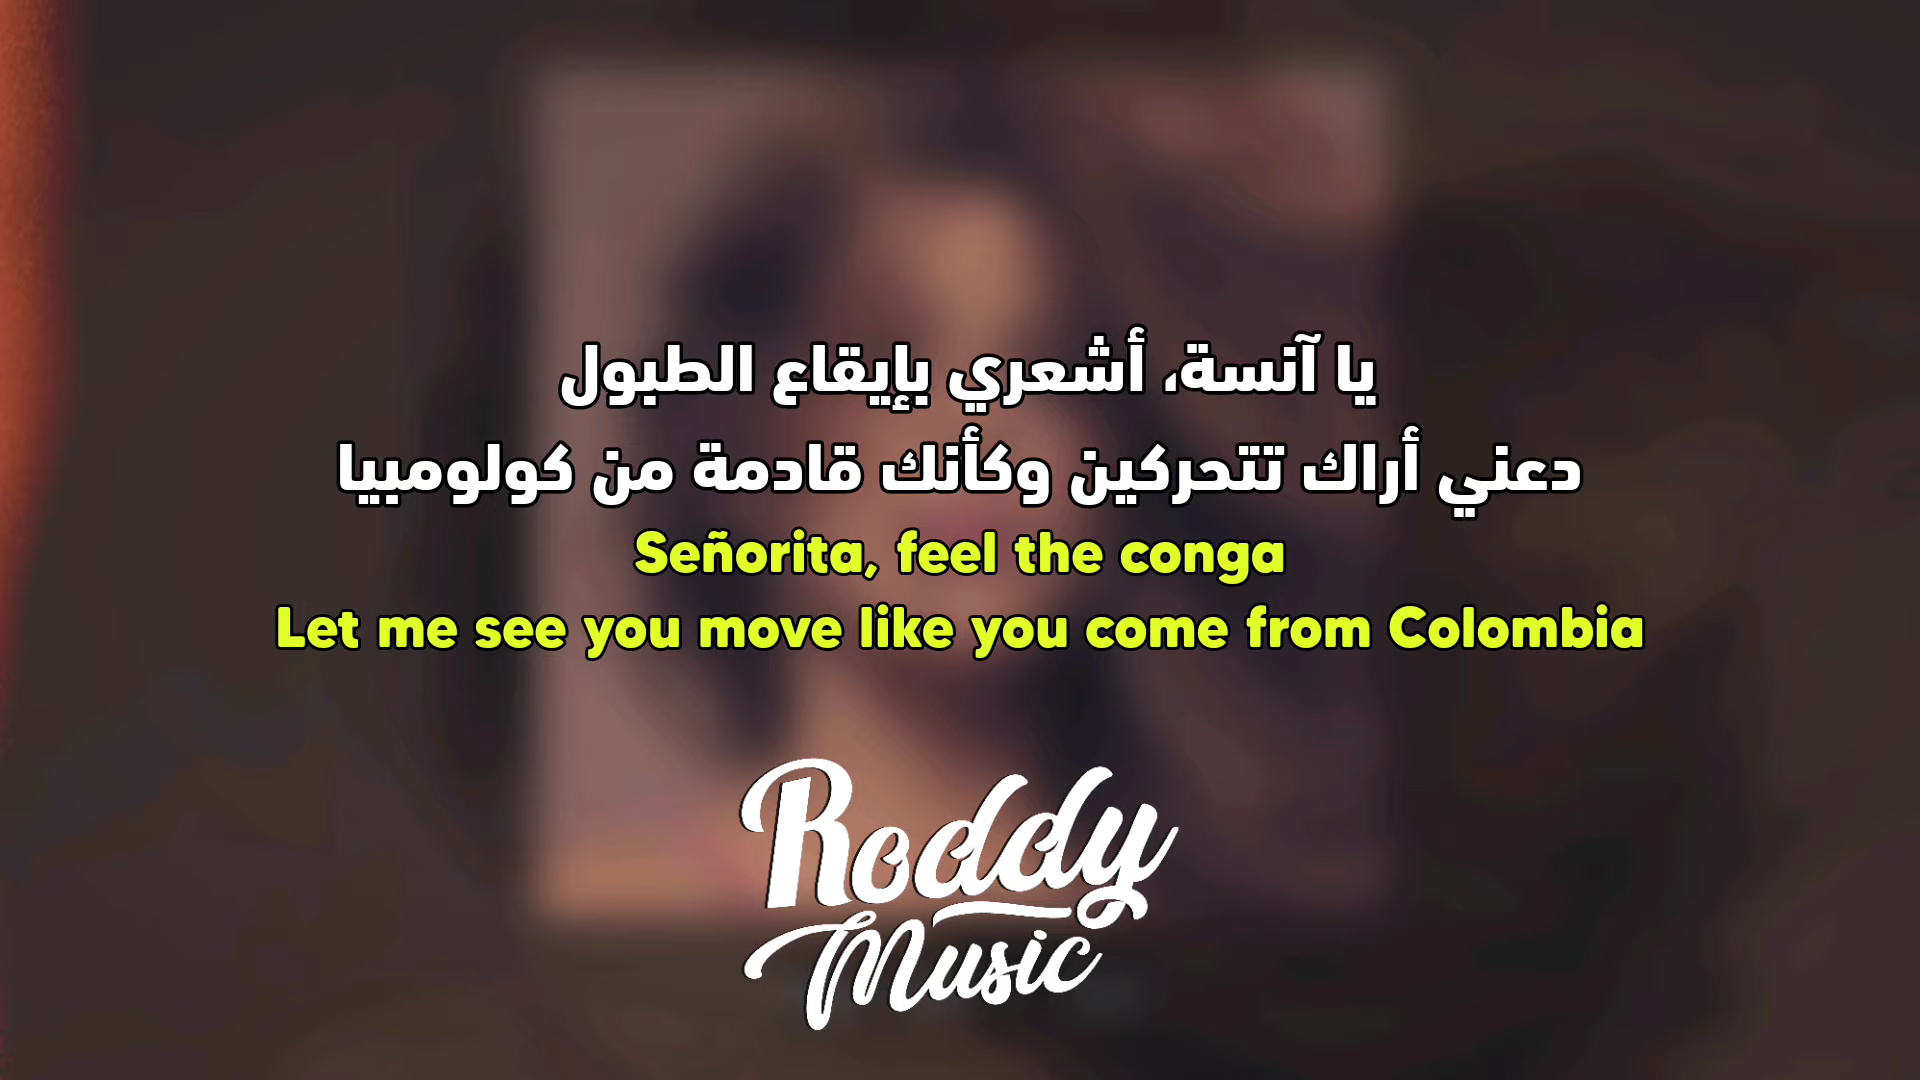 يا آنسة، أشعري بإيقاع الطبول
دعني أراك تتحركين وكأنك قادمة من كولومبيا
Señorita, feel the conga
Let me see you move like you come from Colombia
Roddy
Music